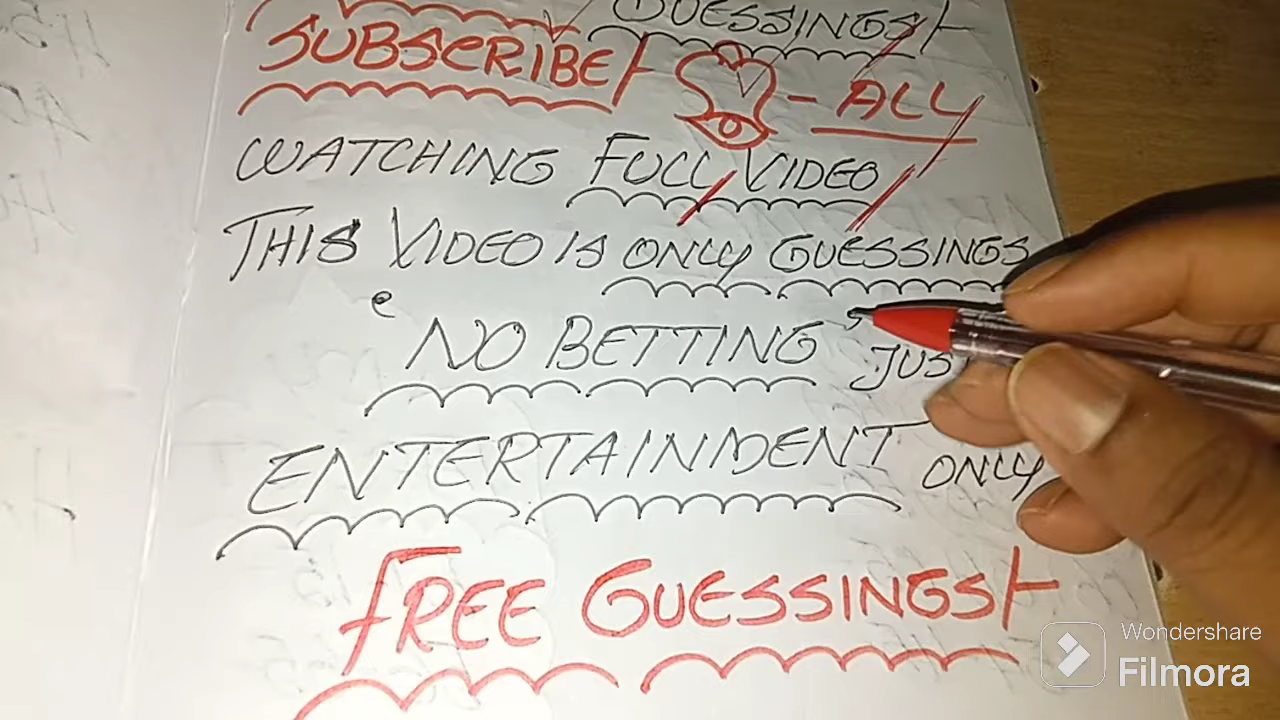 GUESSINGS
SUBSCRIBE - ALL
WATCHING FULL VIDEO
THIS VIDEO IS ONLY GUESSINGS
"NO BETTING" JUS
ENTERTAINMENT ONLY
FREE GUESSINGS
Wondershare
Filmora